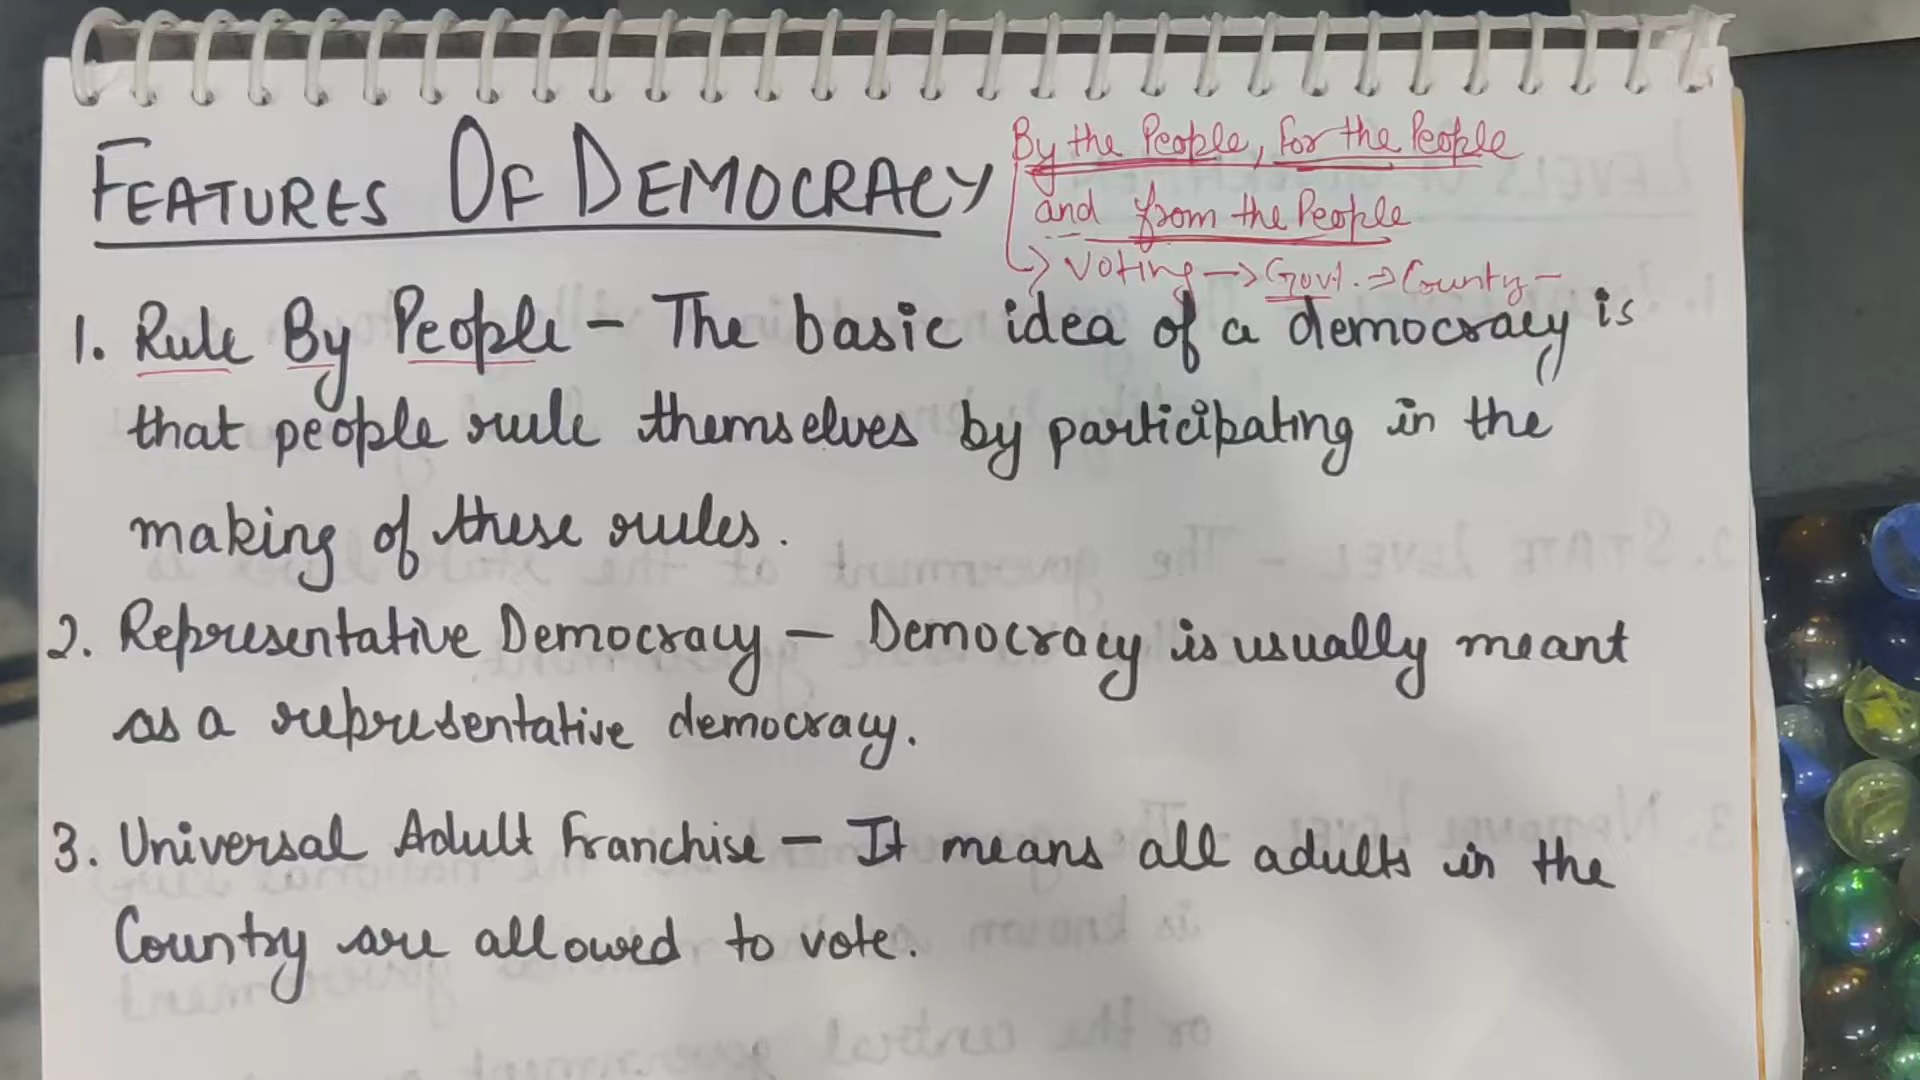 FEATURES OF DEMOCRACY
By the People, For the People
and from the People
→ Voting → Govt. ⇒ County –
1. Rule By People – The basic idea of a democracy is
that people rule themselves by participating in the
making of these rules.
2. Representative Democracy – Democracy is usually meant
as a representative democracy.
3. Universal Adult Franchise – It means all adults in the
Country are allowed to vote.